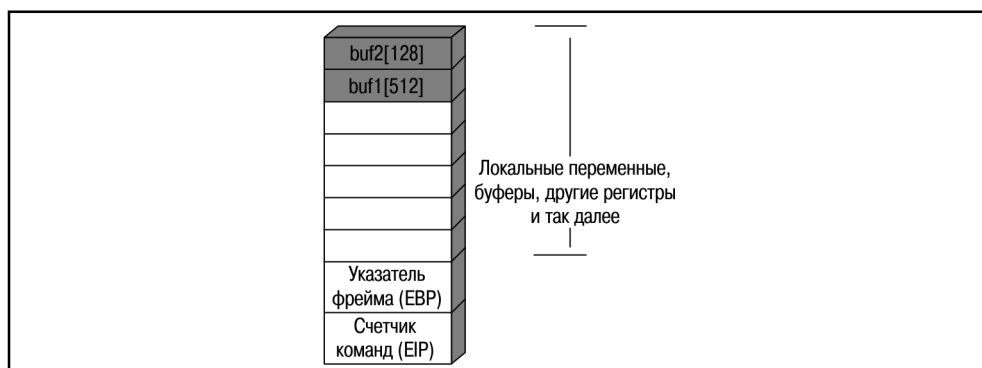 buf2[128]
buf1[512]
Локальные переменные,
буферы, другие регистры
и так далее
Указатель
фрейма (EBP)
Счетчик
команд (EIP)